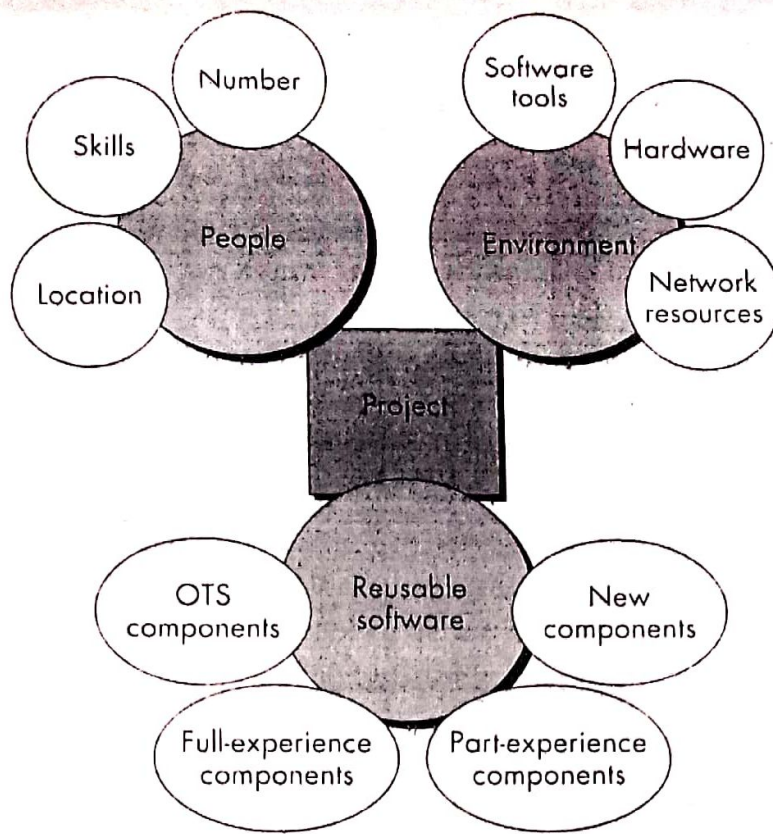 Number
Skills
People
Location
Software
tools
Hardware
Environment
Network
resources
Project
Reusable
software
OTS
components
New
components
Full-experience
components
Part-experience
components